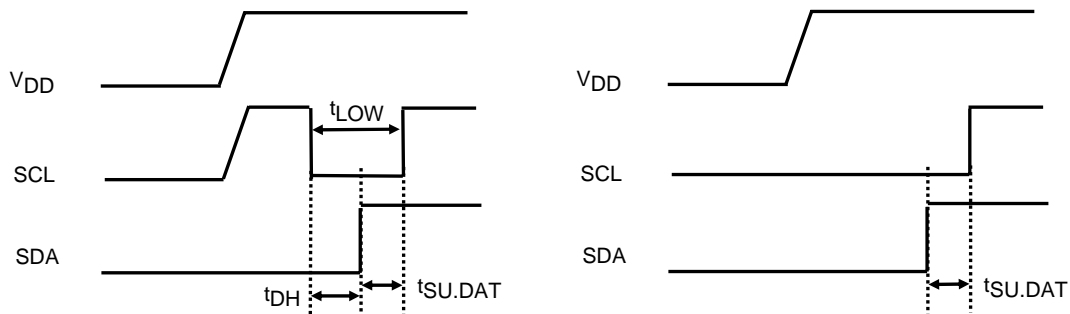 VDD
tLOW
SCL
SDA
tDH
tSU.DAT
VDD
SCL
SDA
tSU.DAT